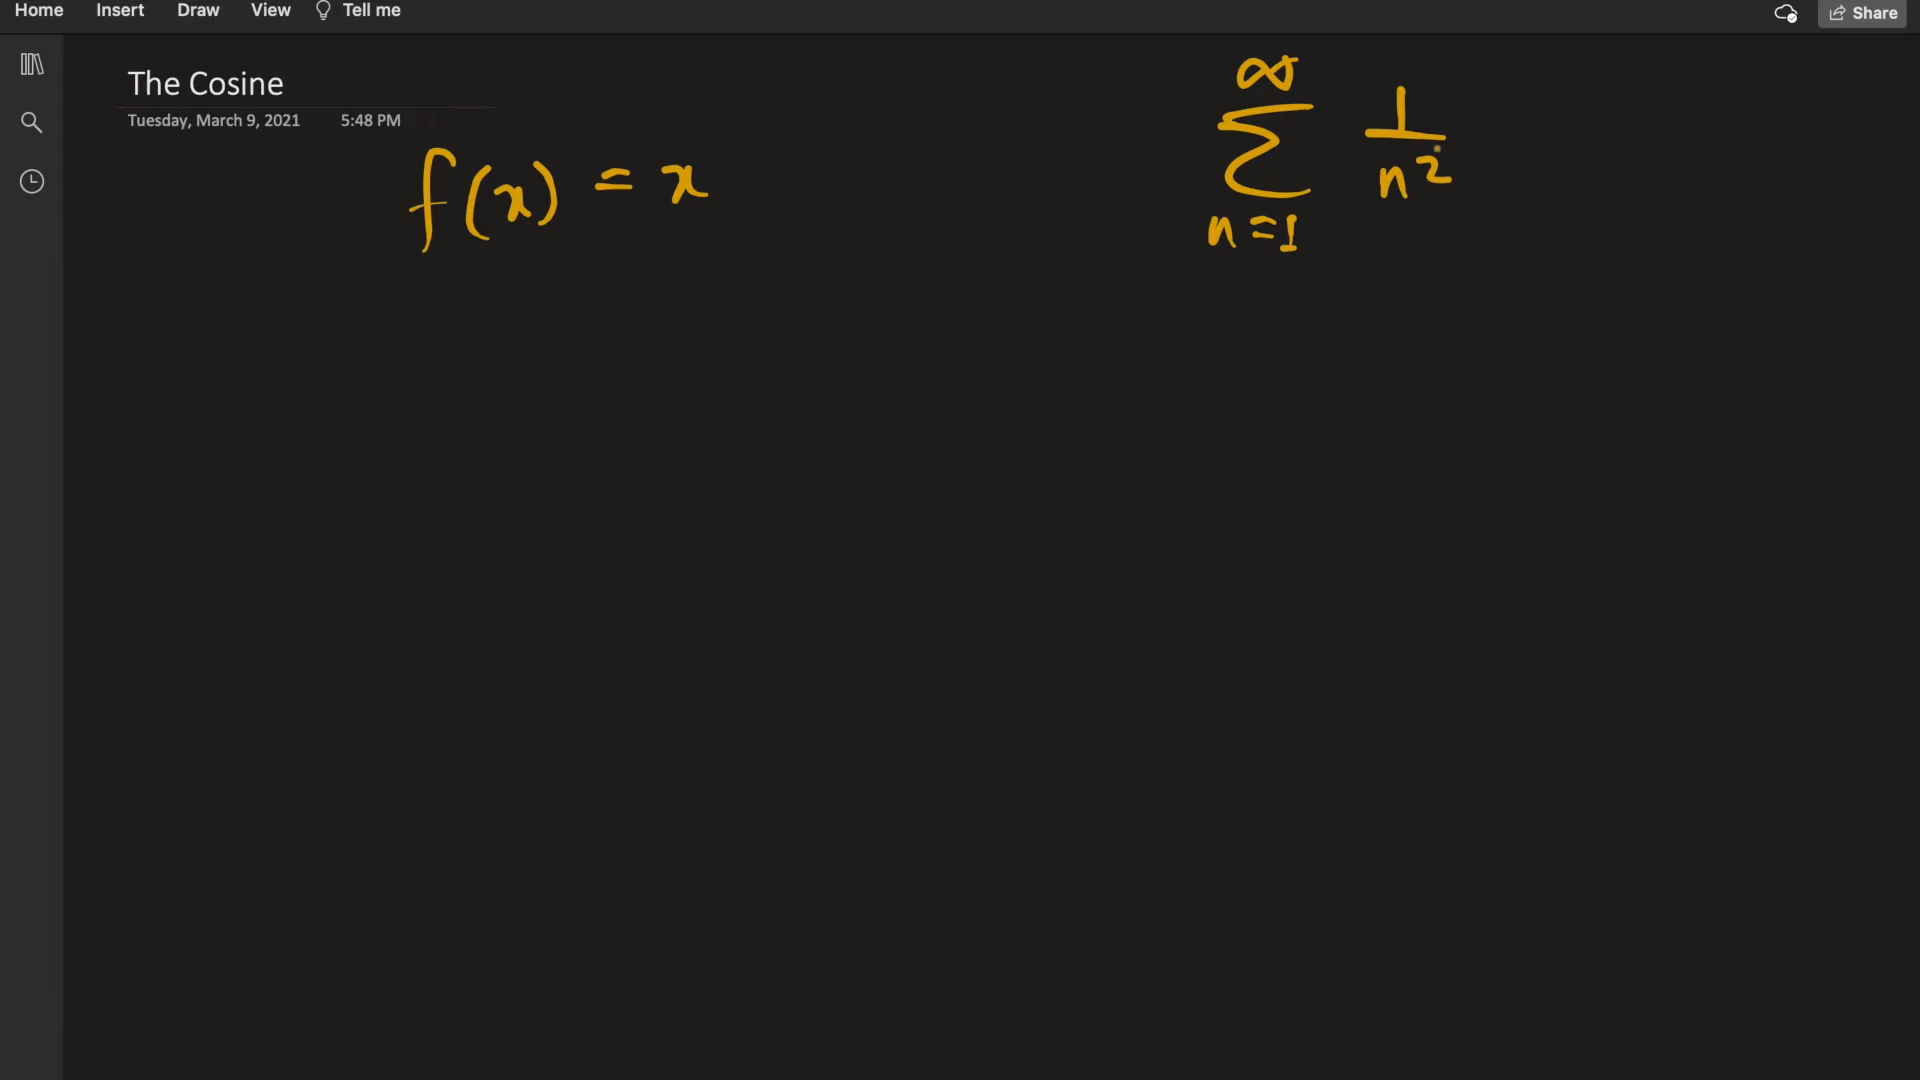 Home Insert Draw View Tell me Share
The Cosine
Tuesday, March 9, 2021 5:48 PM
f(x) = x
∞
∑ 1/n²
n=1